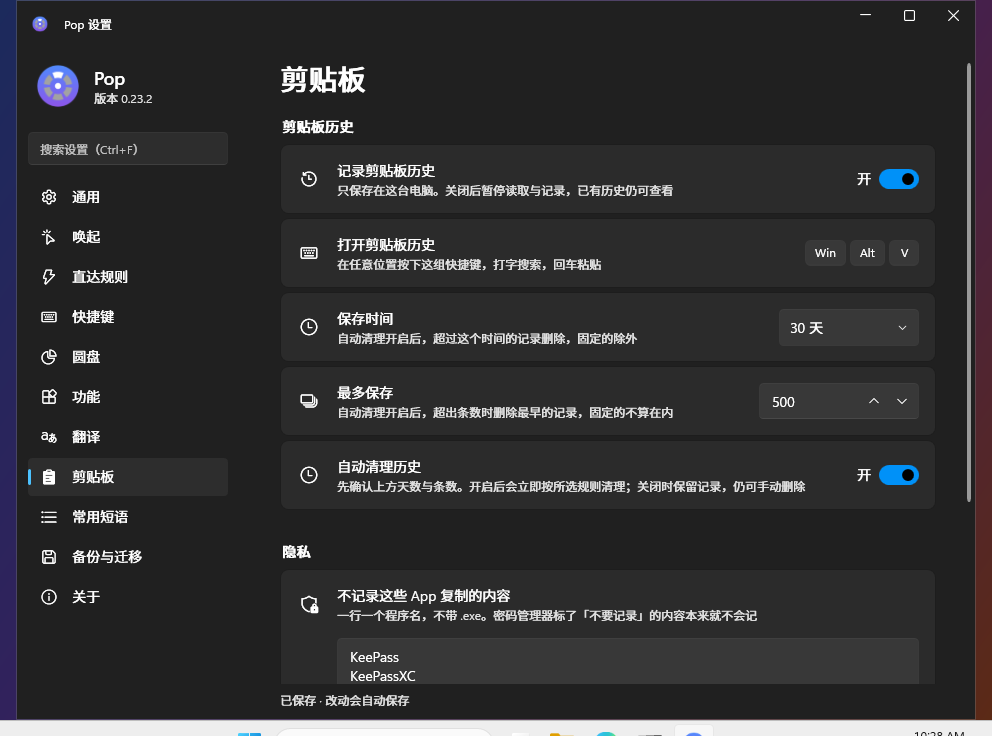 Pop 设置
Pop
版本 0.23.2
搜索设置（Ctrl+F）
通用
唤起
直达规则
快捷键
圆盘
功能
翻译
剪贴板
常用短语
备份与迁移
关于
剪贴板
剪贴板历史
记录剪贴板历史
只保存在这台电脑。关闭后暂停读取与记录，已有历史仍可查看
开
打开剪贴板历史
在任意位置按下这组快捷键，打字搜索，回车粘贴
Win Alt V
保存时间
自动清理开启后，超过这个时间的记录删除，固定的除外
30 天
最多保存
自动清理开启后，超出条数时删除最早的记录，固定的不算在内
500
自动清理历史
先确认上方天数与条数。开启后会立即按所选规则清理；关闭时保留记录，仍可手动删除
开
隐私
不记录这些 App 复制的内容
一行一个程序名，不带 .exe。密码管理器标了「不要记录」的内容本来就不会记
KeePass
KeePassXC
已保存 · 改动会自动保存
10:28 AM